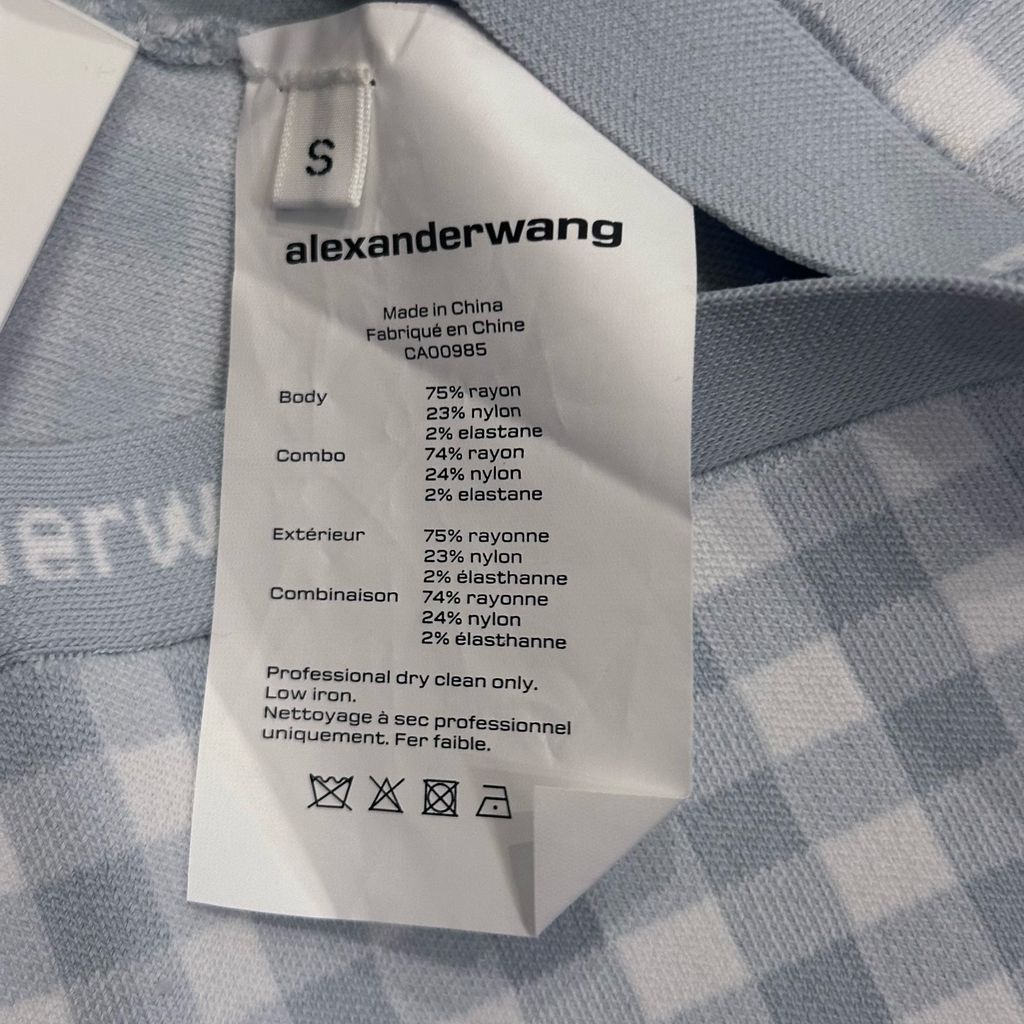 S
alexanderwang
Made in China
Fabriqué en Chine
CA00985
Body 75% rayon
23% nylon
2% elastane
Combo 74% rayon
24% nylon
2% elastane
Extérieur 75% rayonne
23% nylon
2% élasthanne
Combinaison 74% rayonne
24% nylon
2% élasthanne
Professional dry clean only.
Low iron.
Nettoyage à sec professionnel
uniquement. Fer faible.
erw